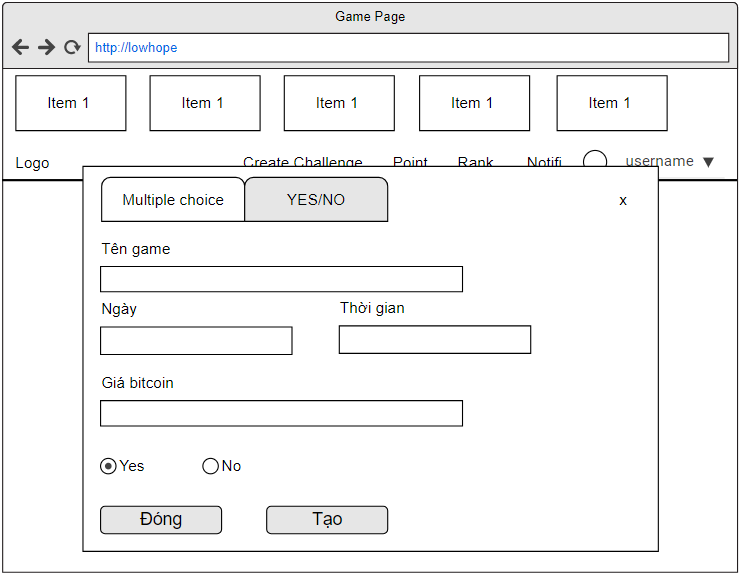 Game Page
http://lowhope
Item 1 Item 1 Item 1 Item 1 Item 1
Logo Create Challenge Point Rank Notifi username
Multiple choice YES/NO x
Tên game
Ngày Thời gian
Giá bitcoin
Yes No
Đóng Tạo